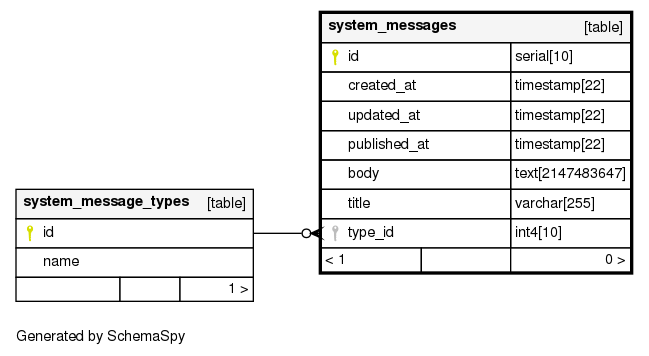 system_messages [table]
id serial[10]
created_at timestamp[22]
updated_at timestamp[22]
published_at timestamp[22]
body text[2147483647]
title varchar[255]
type_id int4[10]
< 1 0 >
system_message_types [table]
id
name
1 >
Generated by SchemaSpy